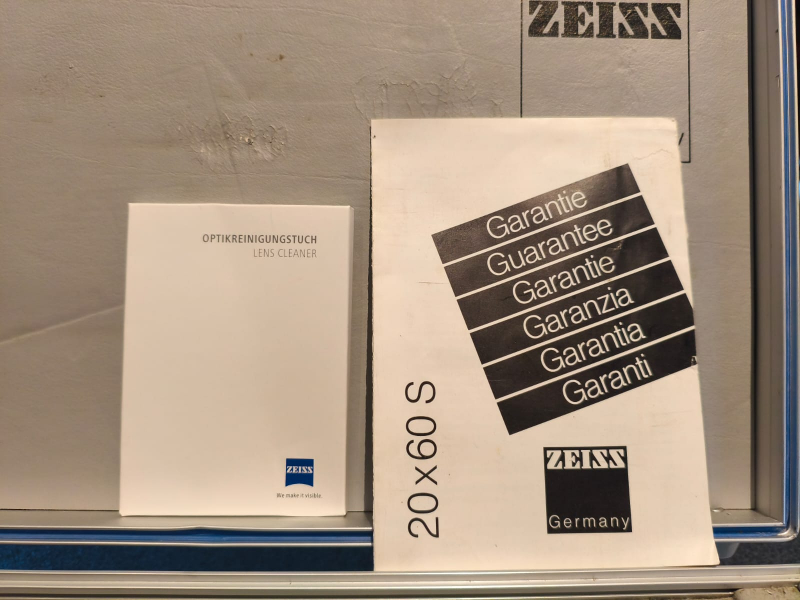 ZEISS
OPTIKREINIGUNGSTUCH
LENS CLEANER
ZEISS
We make it visible.
Garantie
Guarantee
Garantie
Garanzia
Garantia
Garanti
20x60 S
ZEISS
Germany